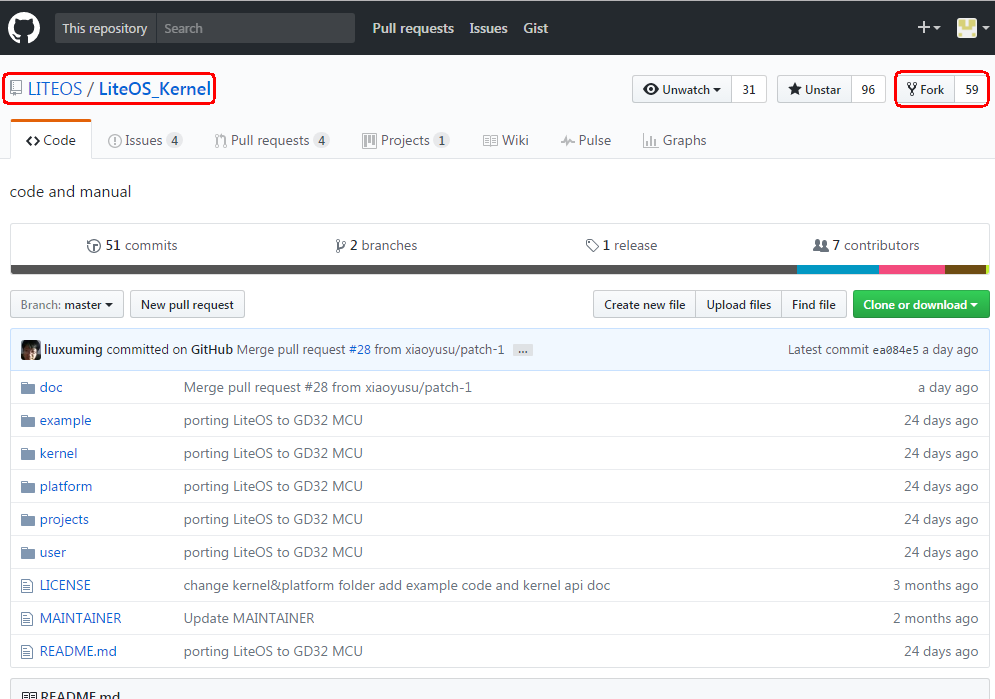 This repository Search Pull requests Issues Gist
LITEOS / LiteOS_Kernel Unwatch 31 Unstar 96 Fork 59
Code Issues 4 Pull requests 4 Projects 1 Wiki Pulse Graphs
code and manual
51 commits 2 branches 1 release 7 contributors
Branch: master New pull request Create new file Upload files Find file Clone or download
liuxuming committed on GitHub Merge pull request #28 from xiaoyusu/patch-1 ... Latest commit ea084e5 a day ago
doc Merge pull request #28 from xiaoyusu/patch-1 a day ago
example porting LiteOS to GD32 MCU 24 days ago
kernel porting LiteOS to GD32 MCU 24 days ago
platform porting LiteOS to GD32 MCU 24 days ago
projects porting LiteOS to GD32 MCU 24 days ago
user porting LiteOS to GD32 MCU 24 days ago
LICENSE change kernel&platform folder add example code and kernel api doc 3 months ago
MAINTAINER Update MAINTAINER 2 months ago
README.md porting LiteOS to GD32 MCU 24 days ago
README.md